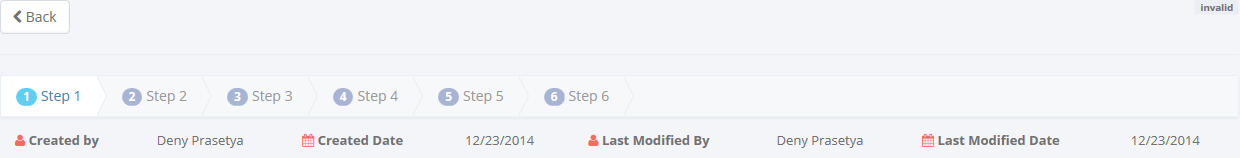 Back
invalid
1 Step 1 2 Step 2 3 Step 3 4 Step 4 5 Step 5 6 Step 6
Created by Deny Prasetya Created Date 12/23/2014 Last Modified By Deny Prasetya Last Modified Date 12/23/2014